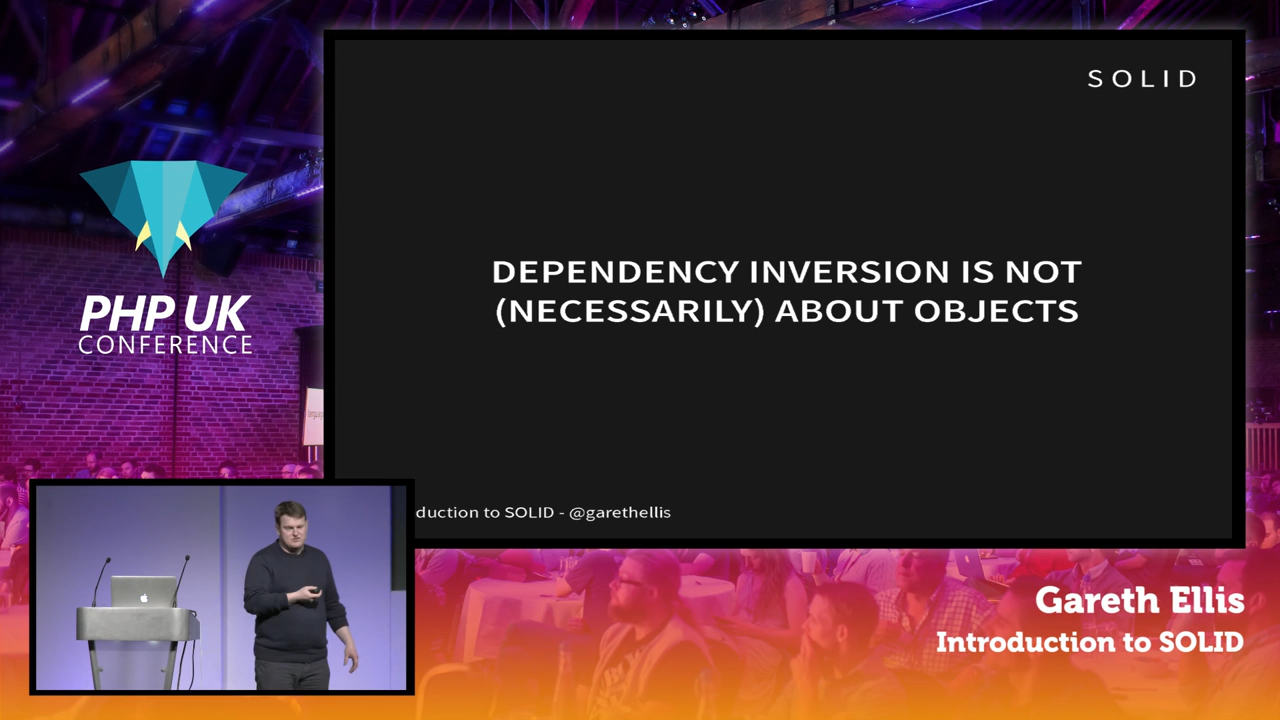 SOLID
DEPENDENCY INVERSION IS NOT
(NECESSARILY) ABOUT OBJECTS
duction to SOLID - @garethellis
PHP UK
CONFERENCE
Gareth Ellis
Introduction to SOLID